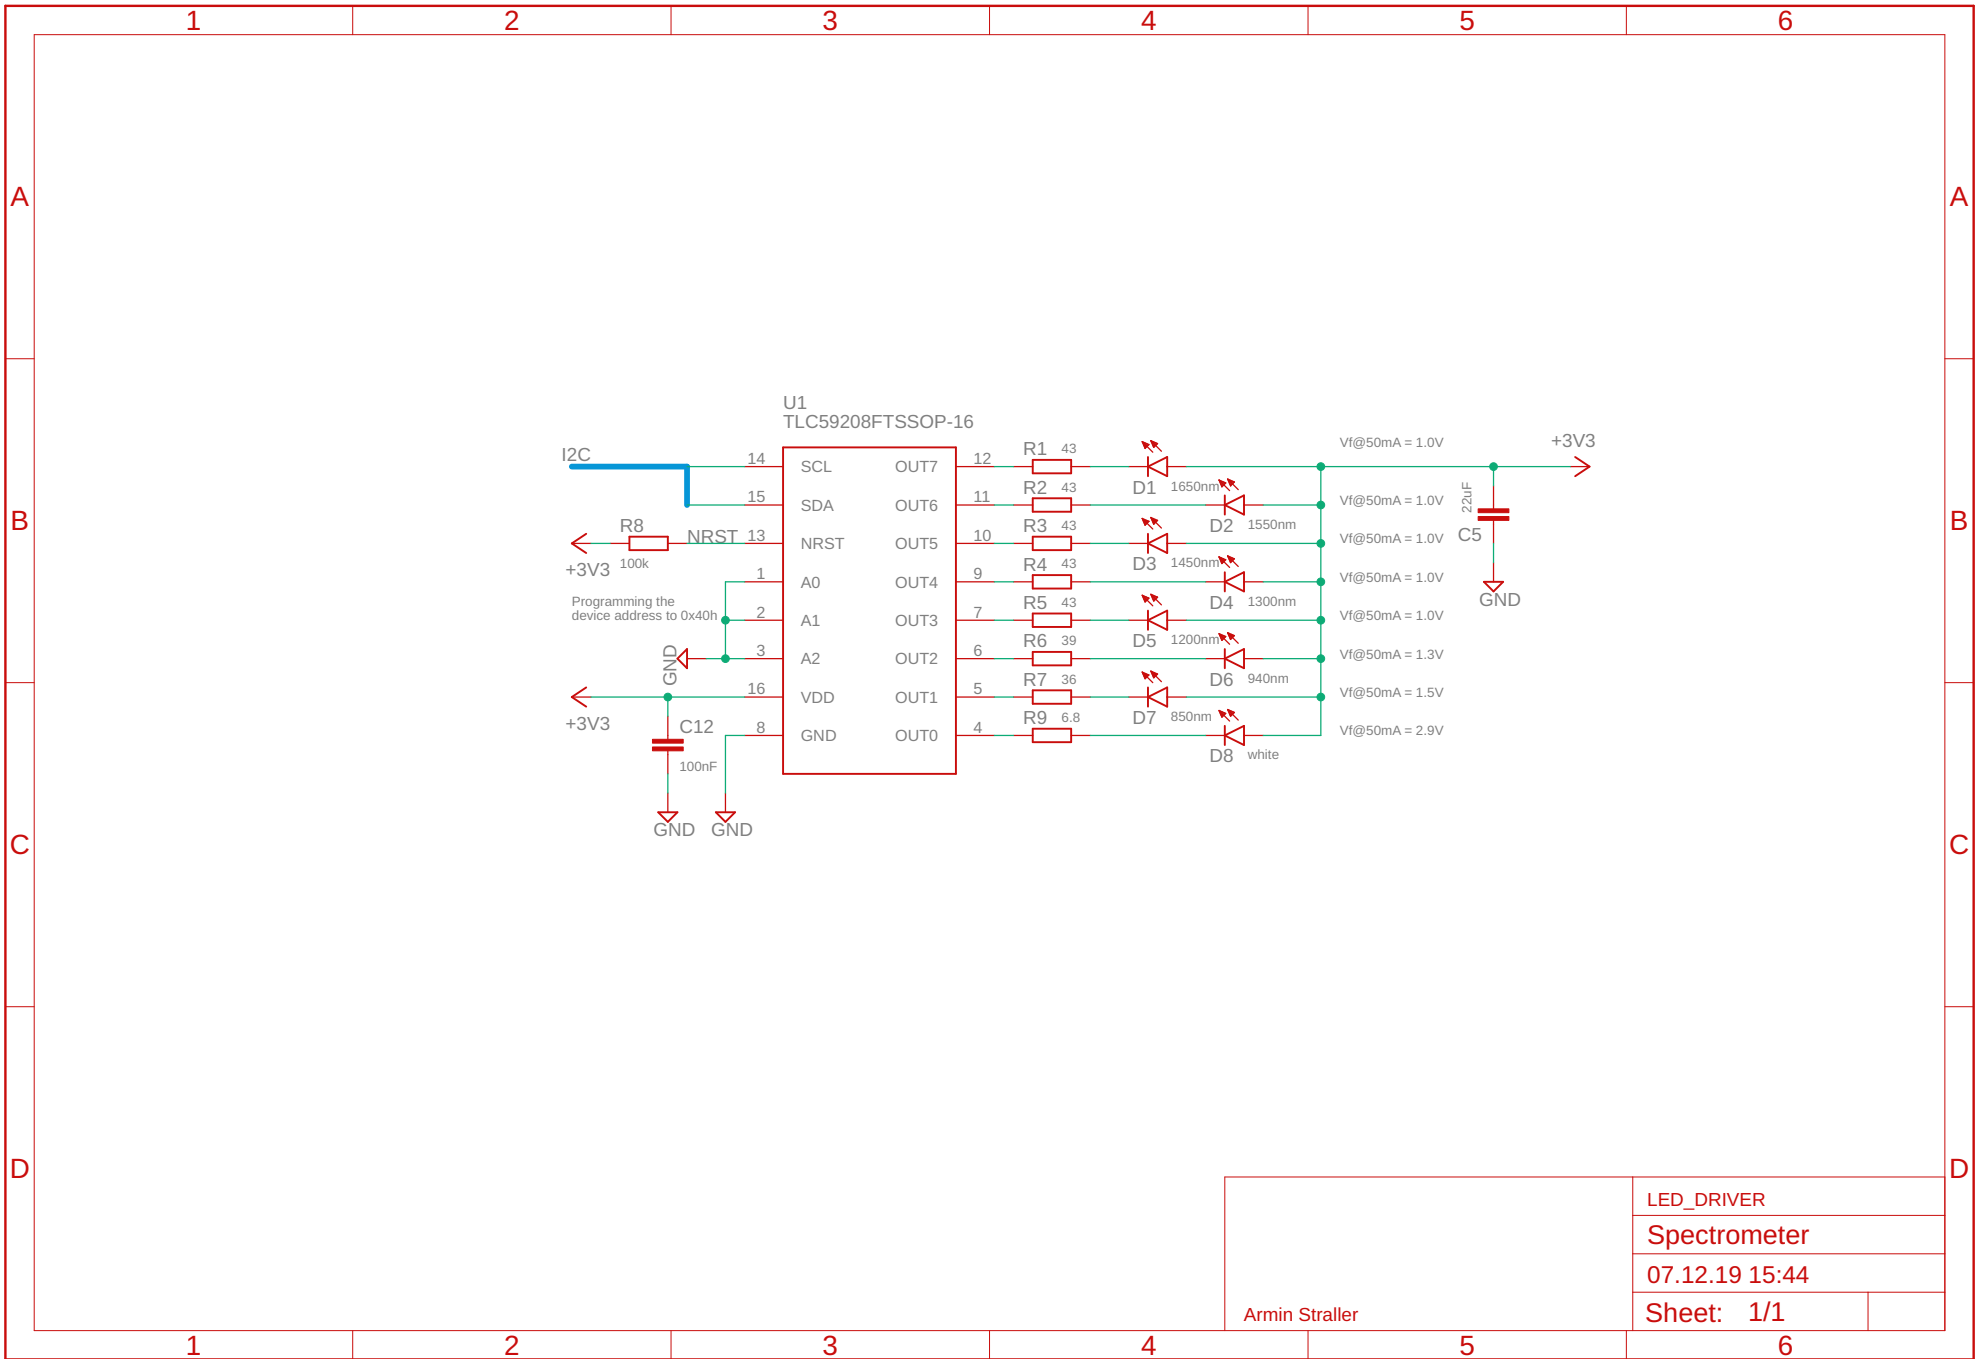 1 2 3 4 5 6
A A
B B
C C
D D
U1
TLC59208FTSSOP-16
I2C
14 SCL OUT7 12
15 SDA OUT6 11
13 NRST OUT5 10
1 A0 OUT4 9
2 A1 OUT3 7
3 A2 OUT2 6
16 VDD OUT1 5
8 GND OUT0 4
R8
100k
NRST
+3V3
Programming the
device address to 0x40h
GND
+3V3
C12
100nF
GND GND
R1 43 D1 1650nm Vf@50mA = 1.0V
R2 43 D2 1550nm Vf@50mA = 1.0V
R3 43 D3 1450nm Vf@50mA = 1.0V
R4 43 D4 1300nm Vf@50mA = 1.0V
R5 43 D5 1200nm Vf@50mA = 1.0V
R6 39 D6 940nm Vf@50mA = 1.3V
R7 36 D7 850nm Vf@50mA = 1.5V
R9 6.8 D8 white Vf@50mA = 2.9V
+3V3
22uF
C5
GND
LED_DRIVER
Spectrometer
07.12.19 15:44
Armin Straller
Sheet: 1/1
1 2 3 4 5 6